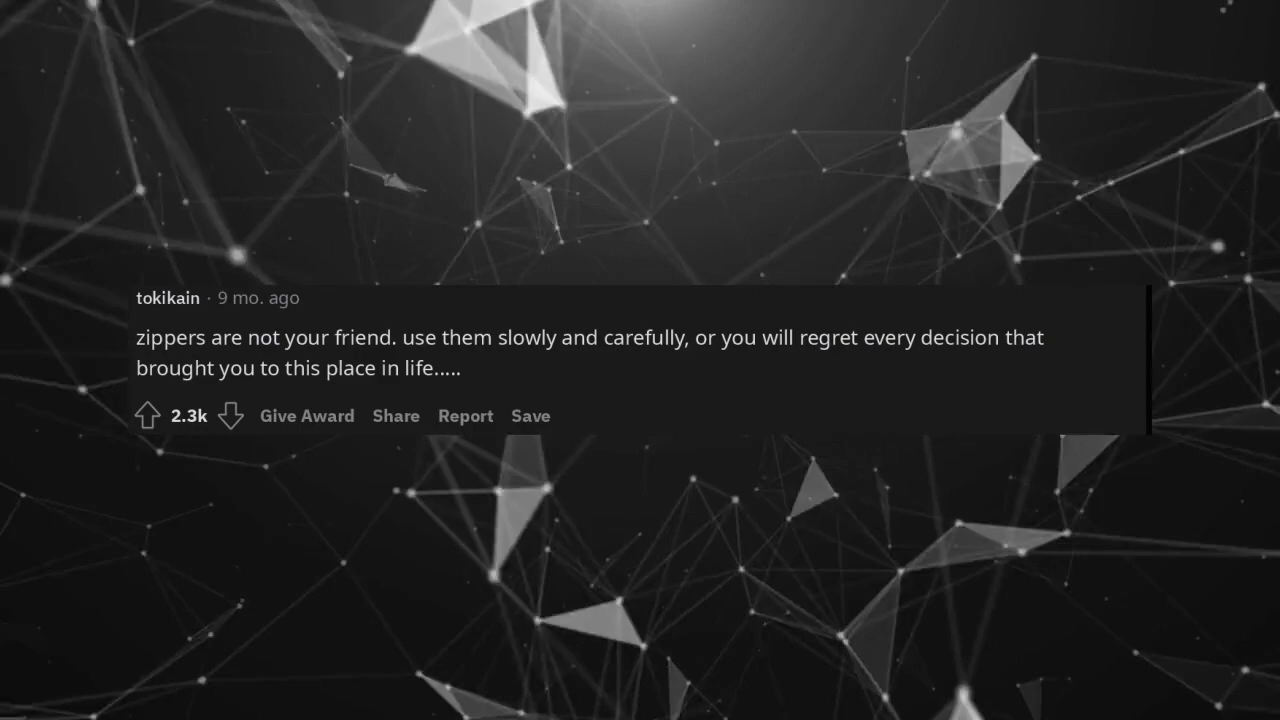 tokikain · 9 mo. ago
zippers are not your friend. use them slowly and carefully, or you will regret every decision that
brought you to this place in life.....
2.3k Give Award Share Report Save